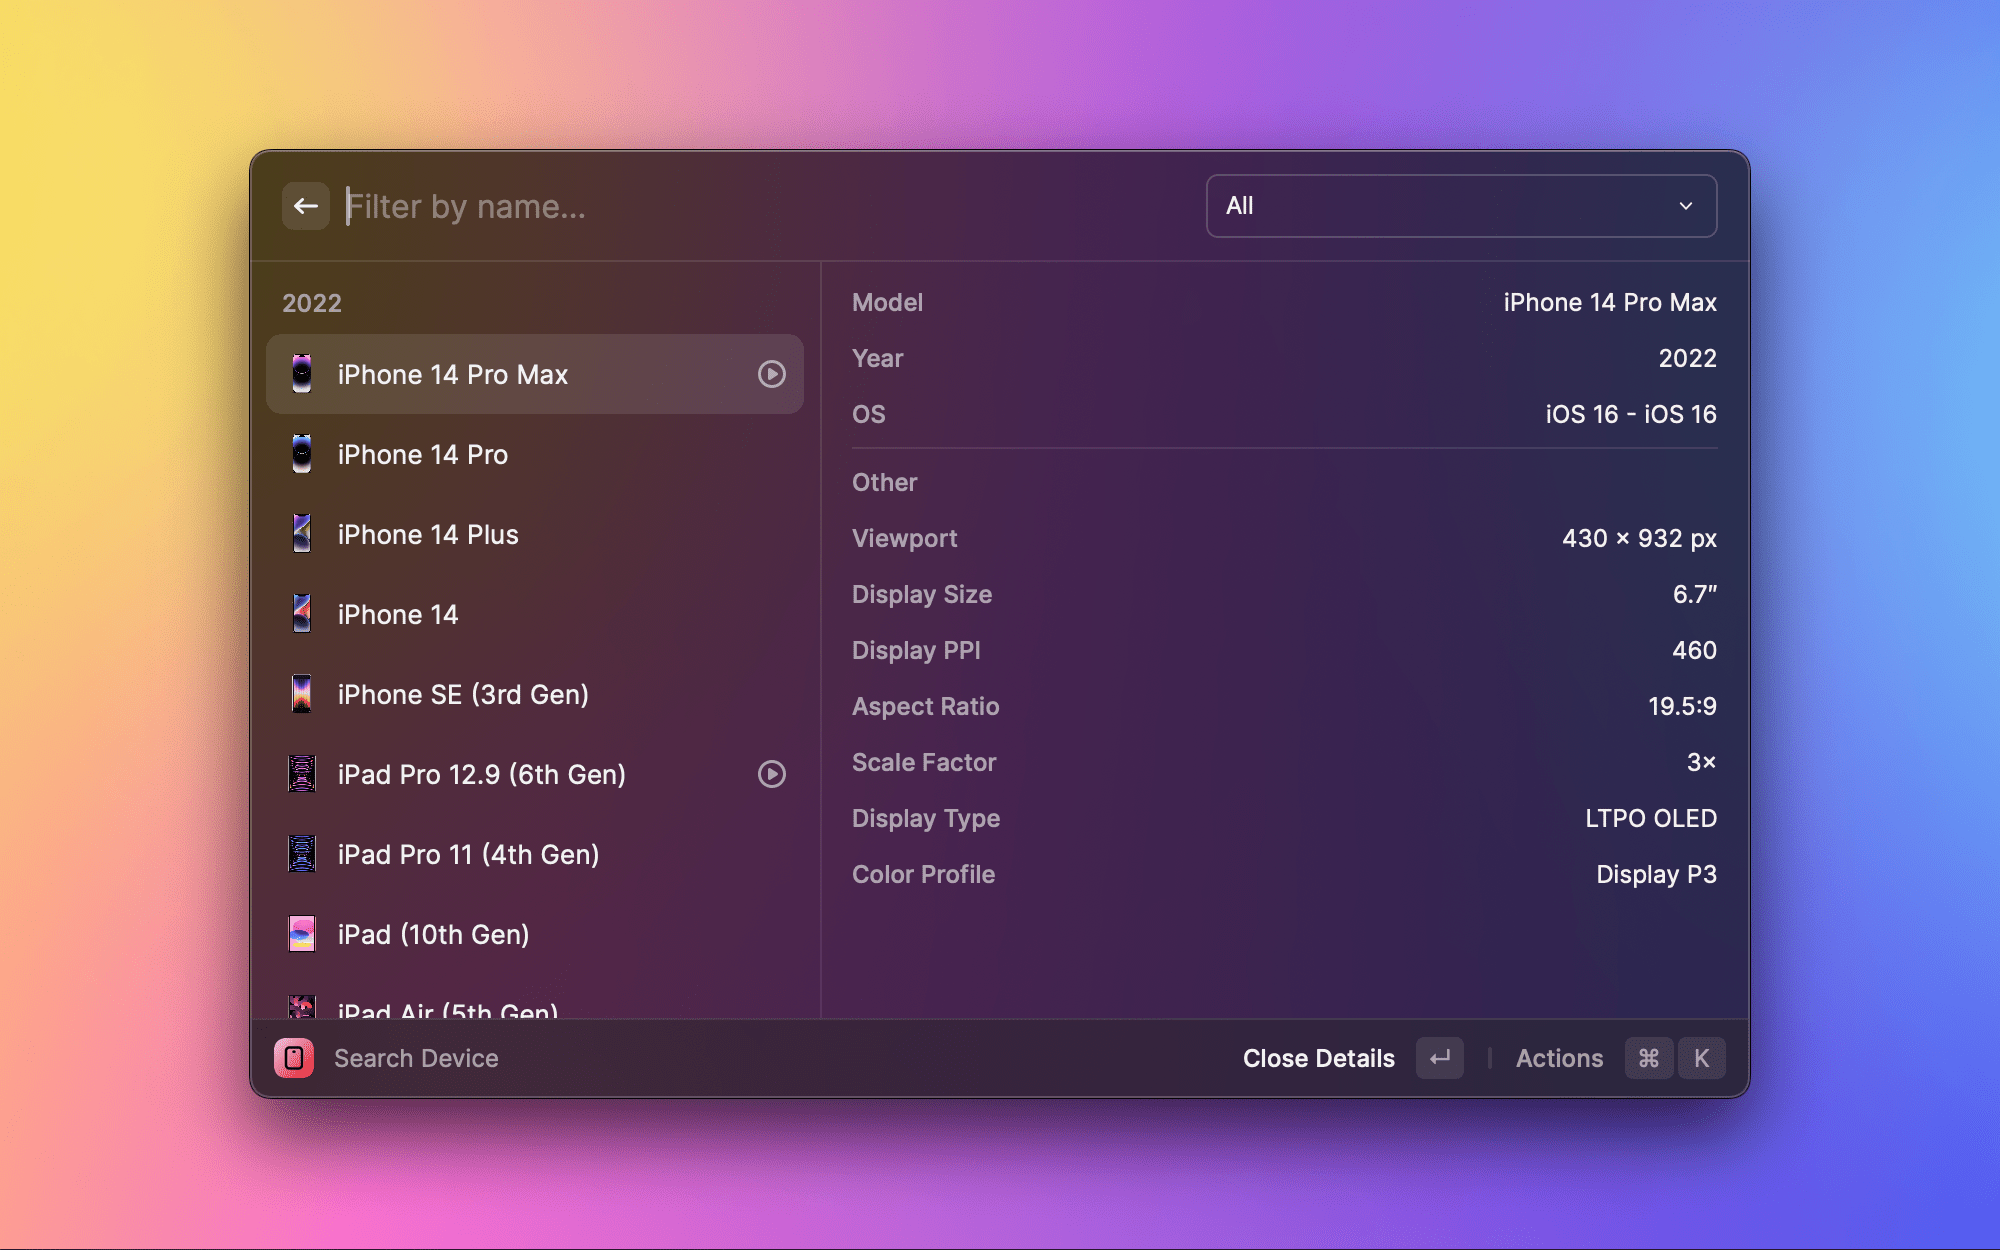 Filter by name...
All
2022
iPhone 14 Pro Max
iPhone 14 Pro
iPhone 14 Plus
iPhone 14
iPhone SE (3rd Gen)
iPad Pro 12.9 (6th Gen)
iPad Pro 11 (4th Gen)
iPad (10th Gen)
iPad Air (5th Gen)
Model iPhone 14 Pro Max
Year 2022
OS iOS 16 - iOS 16
Other
Viewport 430 × 932 px
Display Size 6.7″
Display PPI 460
Aspect Ratio 19.5:9
Scale Factor 3×
Display Type LTPO OLED
Color Profile Display P3
Search Device
Close Details ↵ Actions ⌘ K